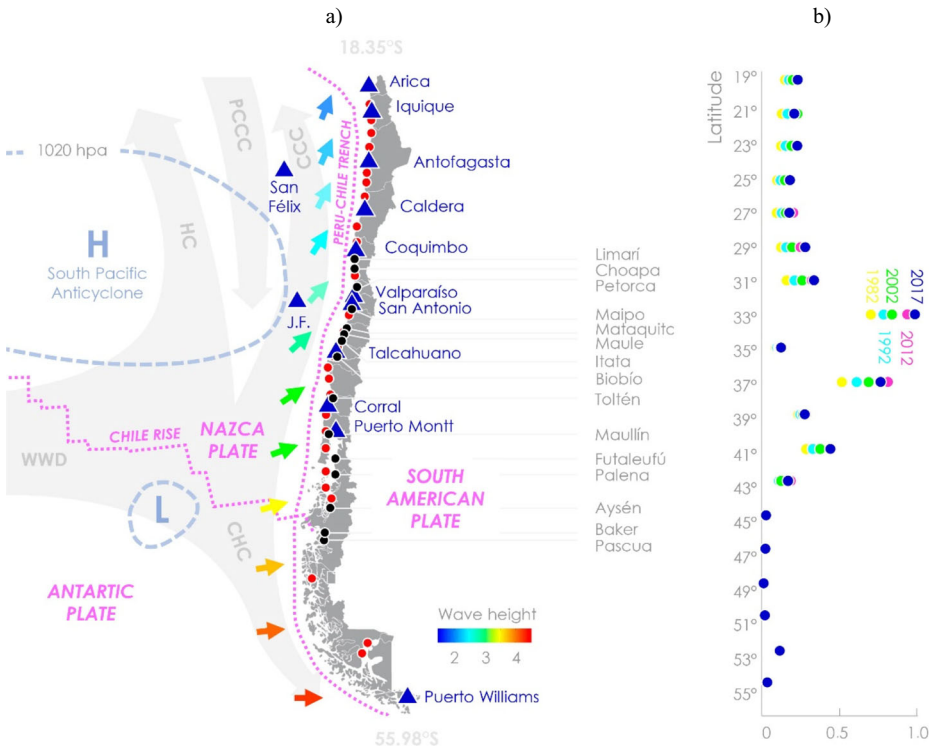 a)
b)
18.35°S
Arica
Iquique
PCCC
CCC
HC
1020 hpa
San
Félix
PERU-CHILE TRENCH
Antofagasta
Caldera
Coquimbo
H
South Pacific
Anticyclone
J.F.
Valparaíso
San Antonio
Talcahuano
Corral
Puerto Montt
CHILE RISE
NAZCA
PLATE
WWD
L
CHC
SOUTH
AMERICAN
PLATE
ANTARTIC
PLATE
Wave height
2 3 4
Puerto Williams
55.98°S
Limarí
Choapa
Petorca
Maipo
Mataquitc
Maule
Itata
Biobío
Toltén
Maullín
Futaleufú
Palena
Aysén
Baker
Pascua
Latitude
19°
21°
23°
25°
27°
29°
31°
33°
35°
37°
39°
41°
43°
45°
47°
49°
51°
53°
55°
1982
2002
2017
1992
2012
0 0.5 1.0